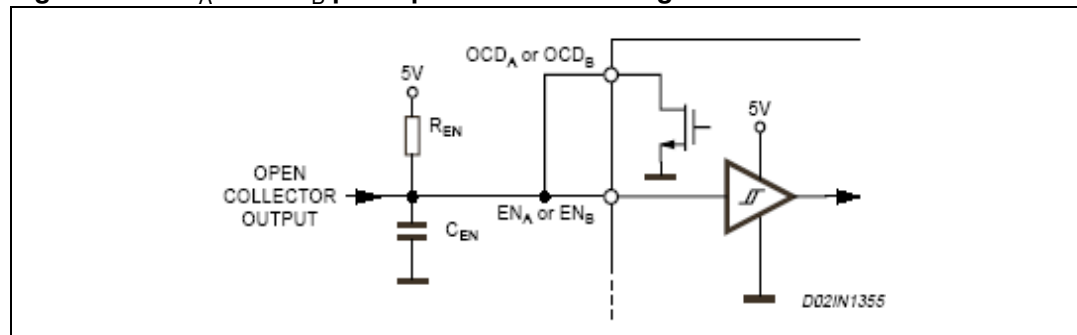 OCDA or OCDB
5V
5V
REN
OPEN
COLLECTOR
OUTPUT
ENA or ENB
CEN
D02IN1355